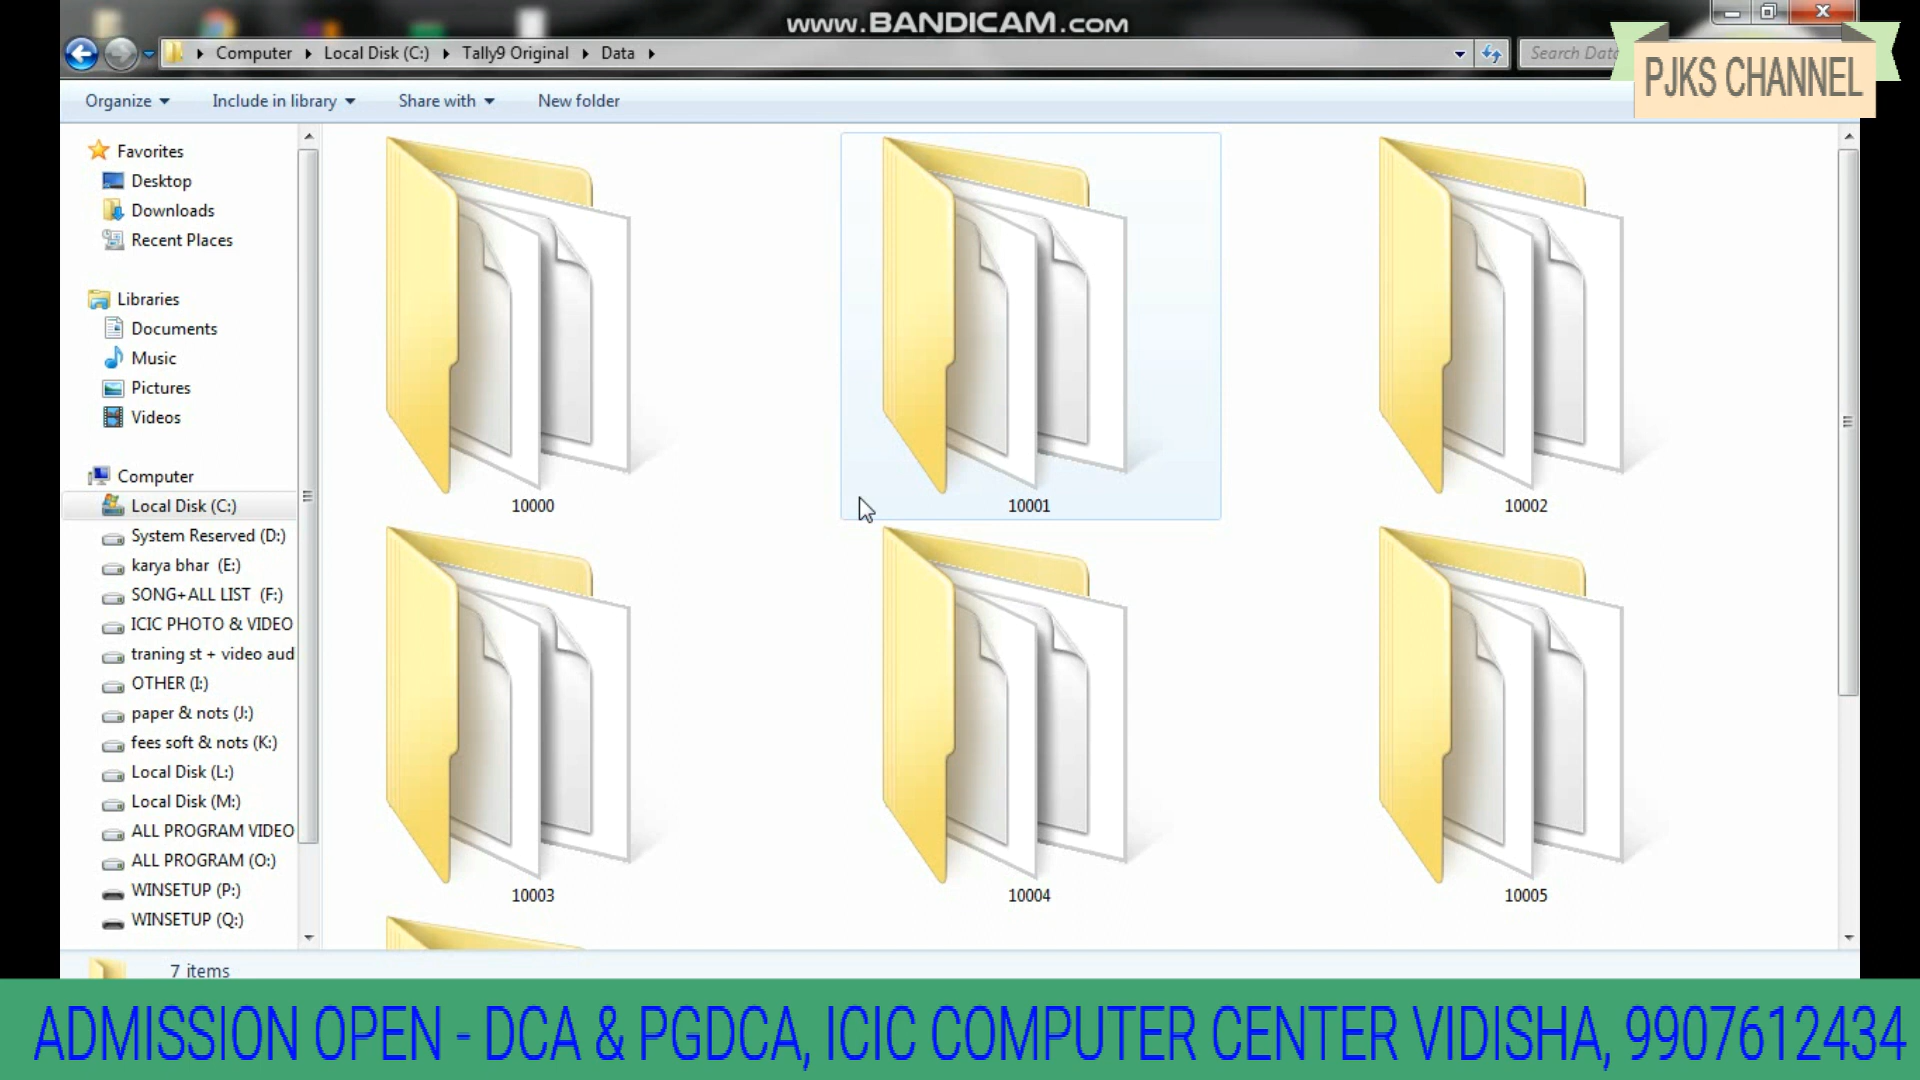 www.BANDICAM.com
Computer Local Disk (C:) Tally9 Original Data
Search Data
PJKS CHANNEL
Organize Include in library Share with New folder
Favorites
Desktop
Downloads
Recent Places
Libraries
Documents
Music
Pictures
Videos
Computer
Local Disk (C:)
System Reserved (D:)
karya bhar (E:)
SONG+ALL LIST (F:)
ICIC PHOTO & VIDEO
traning st + video aud
OTHER (I:)
paper & nots (J:)
fees soft & nots (K:)
Local Disk (L:)
Local Disk (M:)
ALL PROGRAM VIDEO
ALL PROGRAM (O:)
WINSETUP (P:)
WINSETUP (Q:)
10000 10001 10002
10003 10004 10005
7 items
ADMISSION OPEN - DCA & PGDCA, ICIC COMPUTER CENTER VIDISHA, 9907612434